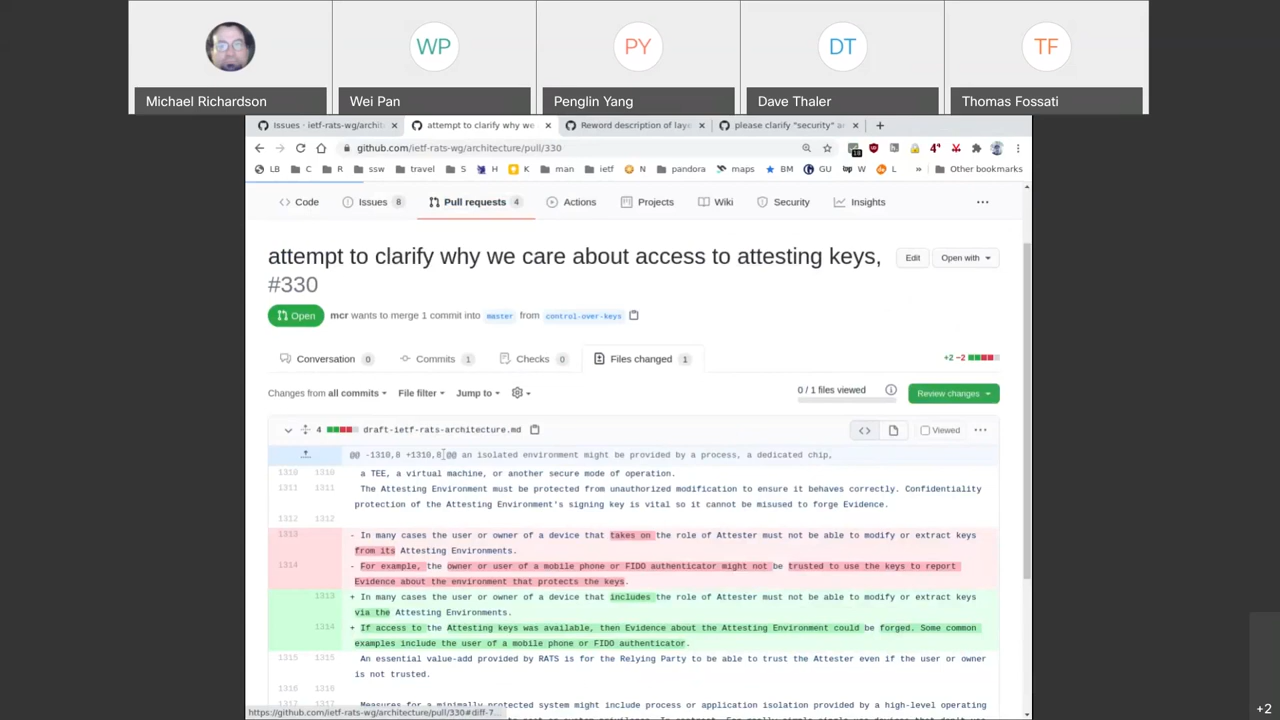 WP
PY
DT
TF
Michael Richardson
Wei Pan
Penglin Yang
Dave Thaler
Thomas Fossati
Issues · ietf-rats-wg/archit
attempt to clarify why we
Reword description of laye
please clarify "security" ar
github.com/ietf-rats-wg/architecture/pull/330
LB C R ssw travel S H K man ietf N pandora maps BM GU W L » Other bookmarks
Code Issues 8 Pull requests 4 Actions Projects Wiki Security Insights
attempt to clarify why we care about access to attesting keys,
#330
Edit Open with
Open mcr wants to merge 1 commit into master from control-over-keys
Conversation 0 Commits 1 Checks 0 Files changed 1 +2 −2
Changes from all commits File filter Jump to 0 / 1 files viewed Review changes
4 draft-ietf-rats-architecture.md Viewed
@@ -1310,8 +1310,8 @@ an isolated environment might be provided by a process, a dedicated chip,
1310 1310 a TEE, a virtual machine, or another secure mode of operation.
1311 1311 The Attesting Environment must be protected from unauthorized modification to ensure it behaves correctly. Confidentiality
protection of the Attesting Environment's signing key is vital so it cannot be misused to forge Evidence.
1312 1312
1313 - In many cases the user or owner of a device that takes on the role of Attester must not be able to modify or extract keys
from its Attesting Environments.
1314 - For example, the owner or user of a mobile phone or FIDO authenticator might not be trusted to use the keys to report
Evidence about the environment that protects the keys.
1313 + In many cases the user or owner of a device that includes the role of Attester must not be able to modify or extract keys
via the Attesting Environments.
1314 + If access to the Attesting keys was available, then Evidence about the Attesting Environment could be forged. Some common
examples include the user of a mobile phone or FIDO authenticator.
1315 1315 An essential value-add provided by RATS is for the Relying Party to be able to trust the Attester even if the user or owner
is not trusted.
1316 1316
1317 1317 Measures for a minimally protected system might include process or application isolation provided by a high-level operating
https://github.com/ietf-rats-wg/architecture/pull/330#diff-7...
+2